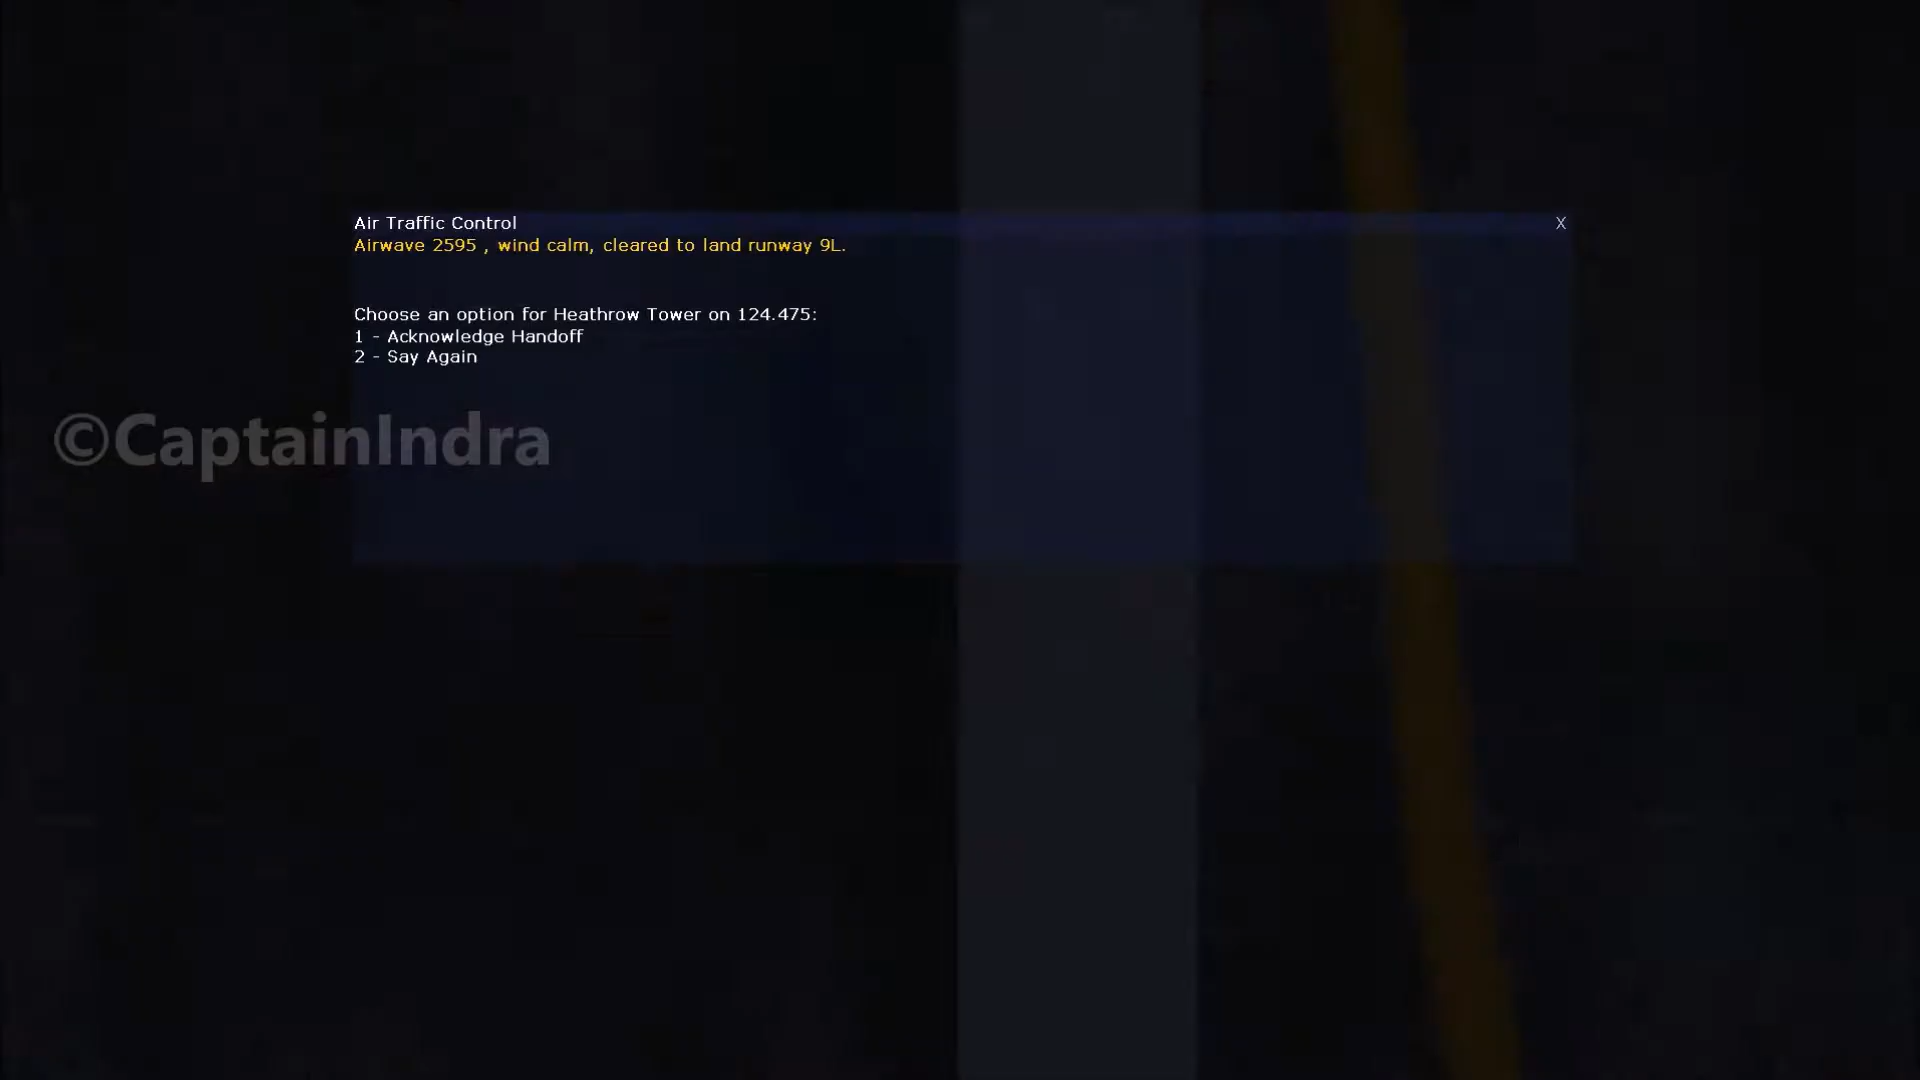 Air Traffic Control
X
Airwave 2595 , wind calm, cleared to land runway 9L.
Choose an option for Heathrow Tower on 124.475:
1 - Acknowledge Handoff
2 - Say Again
©CaptainIndra